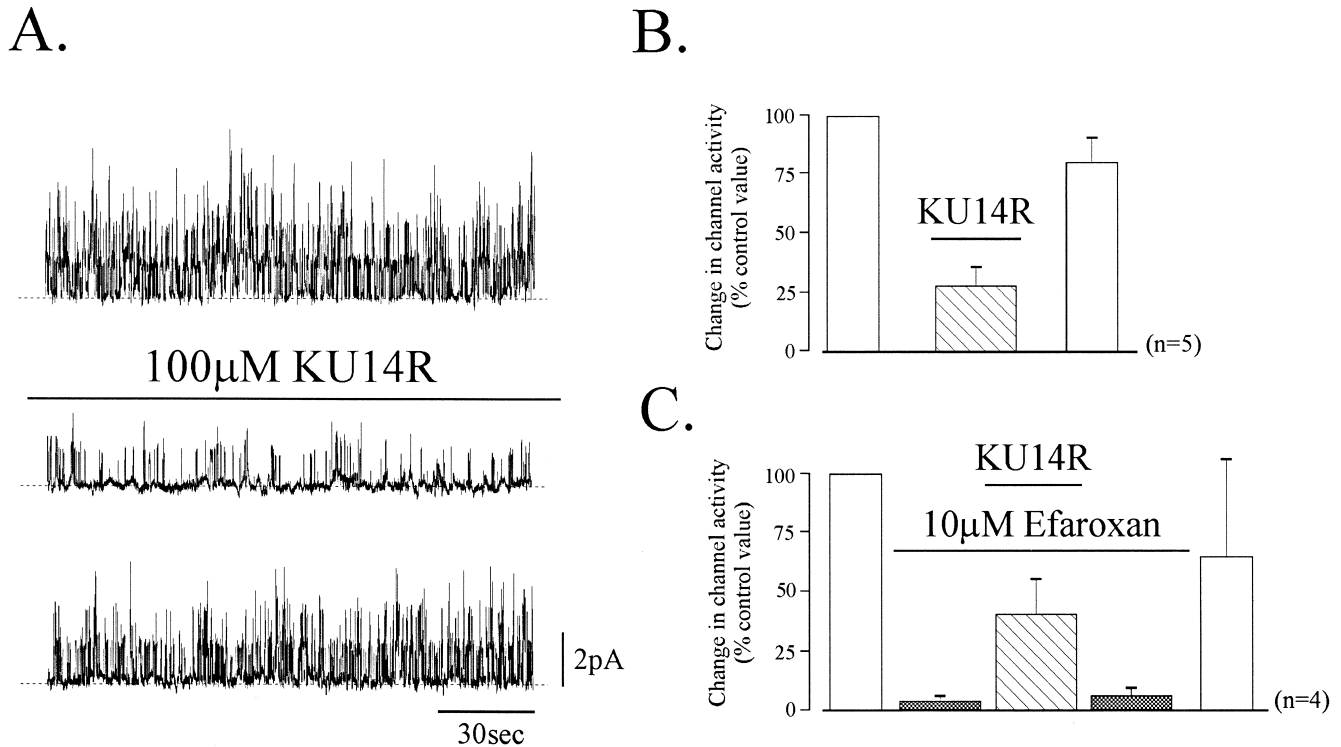 A.
100μM KU14R
2pA
30sec
B.
Change in channel activity
(% control value)
100
75
50
25
0
KU14R
(n=5)
C.
Change in channel activity
(% control value)
100
75
50
25
0
KU14R
10μM Efaroxan
(n=4)